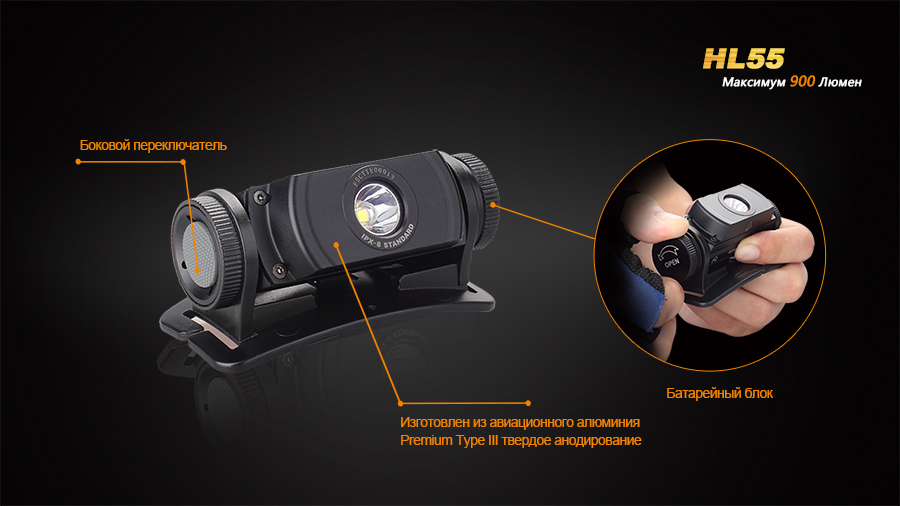 HL55
Максимум 900 Люмен
Боковой переключатель
IPX-8 STANDARD
OPEN
Батарейный блок
Изготовлен из авиационного алюминия
Premium Type III твердое анодирование